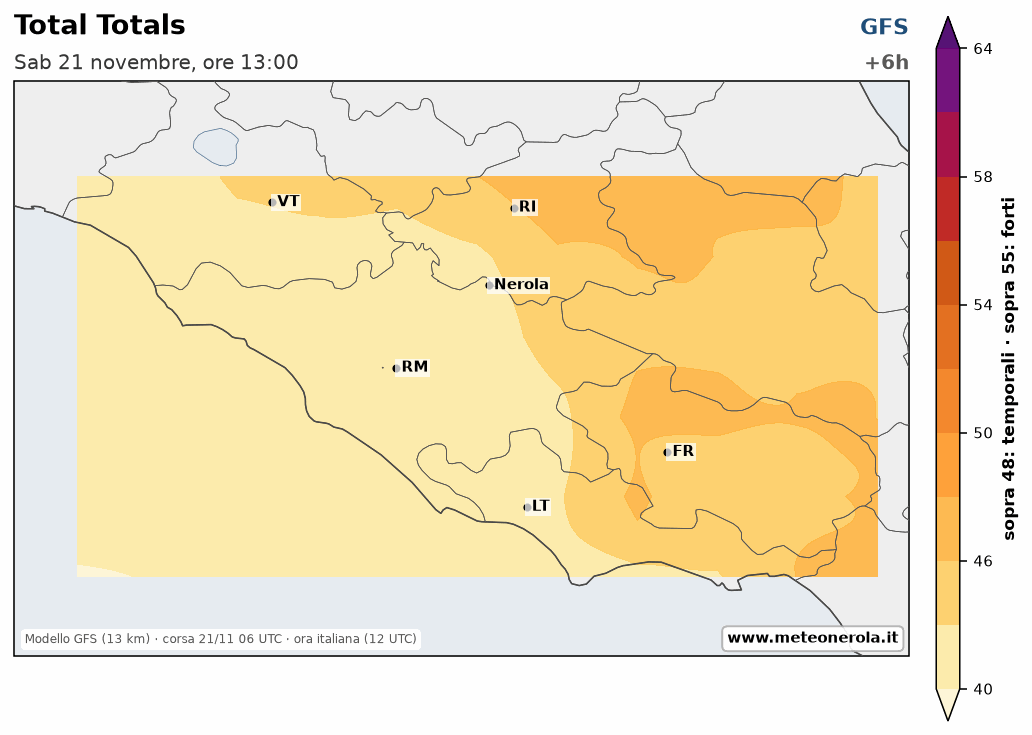 Total Totals
GFS
Sab 21 novembre, ore 13:00
+6h
VT
RI
Nerola
RM
FR
LT
Modello GFS (13 km) · corsa 21/11 06 UTC · ora italiana (12 UTC)
www.meteonerola.it
64
58
54
50
46
40
sopra 48: temporali · sopra 55: forti